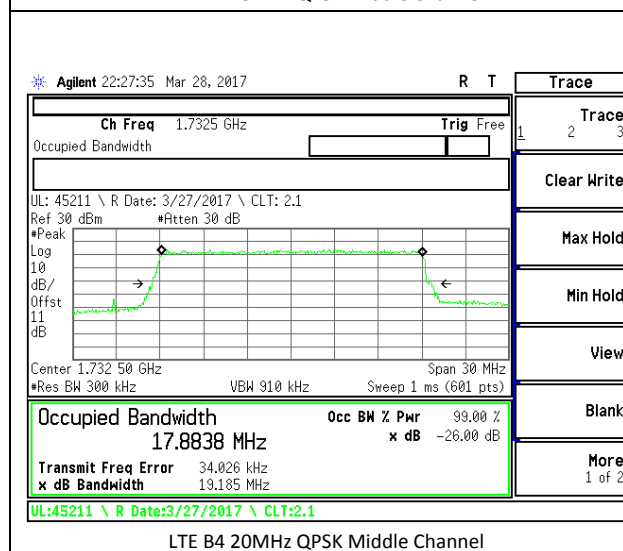 Agilent 22:27:35 Mar 28, 2017 R T
Trace
Ch Freq 1.7325 GHz Trig Free
Occupied Bandwidth
Trace
1 2 3
Clear Write
Max Hold
Min Hold
View
Blank
More
1 of 2
UL: 45211 \ R Date: 3/27/2017 \ CLT: 2.1
Ref 30 dBm #Atten 30 dB
#Peak
Log
10
dB/
Offst
11
dB
Center 1.732 50 GHz Span 30 MHz
#Res BW 300 kHz VBW 910 kHz Sweep 1 ms (601 pts)
Occupied Bandwidth Occ BW % Pwr 99.00 %
17.8838 MHz x dB -26.00 dB
Transmit Freq Error 34.026 kHz
x dB Bandwidth 19.185 MHz
UL:45211 \ R Date:3/27/2017 \ CLT:2.1
LTE B4 20MHz QPSK Middle Channel